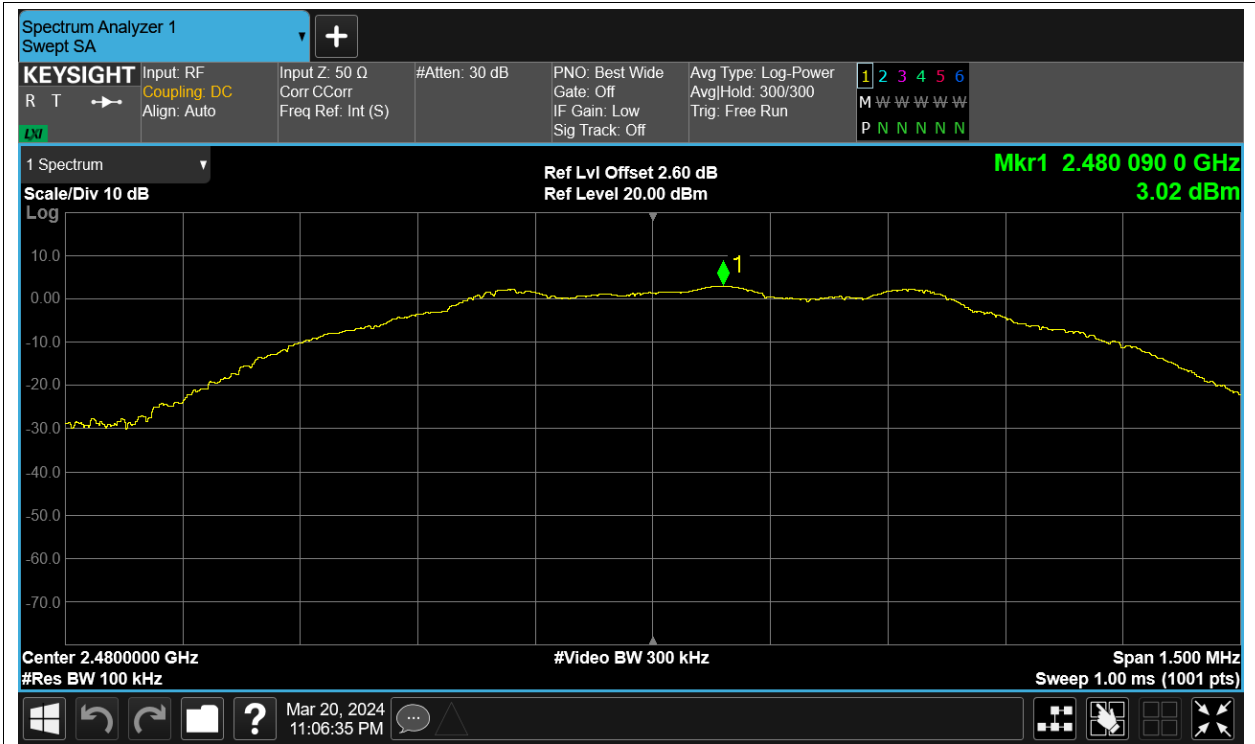 Spectrum Analyzer 1
Swept SA
KEYSIGHT
R T
LXI
Input: RF
Coupling: DC
Align: Auto
Input Z: 50 Ω
Corr CCorr
Freq Ref: Int (S)
#Atten: 30 dB
PNO: Best Wide
Gate: Off
IF Gain: Low
Sig Track: Off
Avg Type: Log-Power
Avg|Hold: 300/300
Trig: Free Run
1 2 3 4 5 6
M W W W W W
P N N N N N
1 Spectrum
Scale/Div 10 dB
Log
Ref Lvl Offset 2.60 dB
Ref Level 20.00 dBm
Mkr1 2.480 090 0 GHz
3.02 dBm
1
10.0
0.00
-10.0
-20.0
-30.0
-40.0
-50.0
-60.0
-70.0
Center 2.4800000 GHz
#Res BW 100 kHz
#Video BW 300 kHz
Span 1.500 MHz
Sweep 1.00 ms (1001 pts)
?
Mar 20, 2024
11:06:35 PM